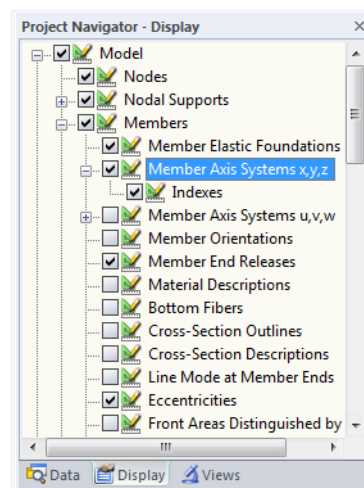 Project Navigator - Display
Model
Nodes
Nodal Supports
Members
Member Elastic Foundations
Member Axis Systems x,y,z
Indexes
Member Axis Systems u,v,w
Member Orientations
Member End Releases
Material Descriptions
Bottom Fibers
Cross-Section Outlines
Cross-Section Descriptions
Line Mode at Member Ends
Eccentricities
Front Areas Distinguished by
Data Display Views